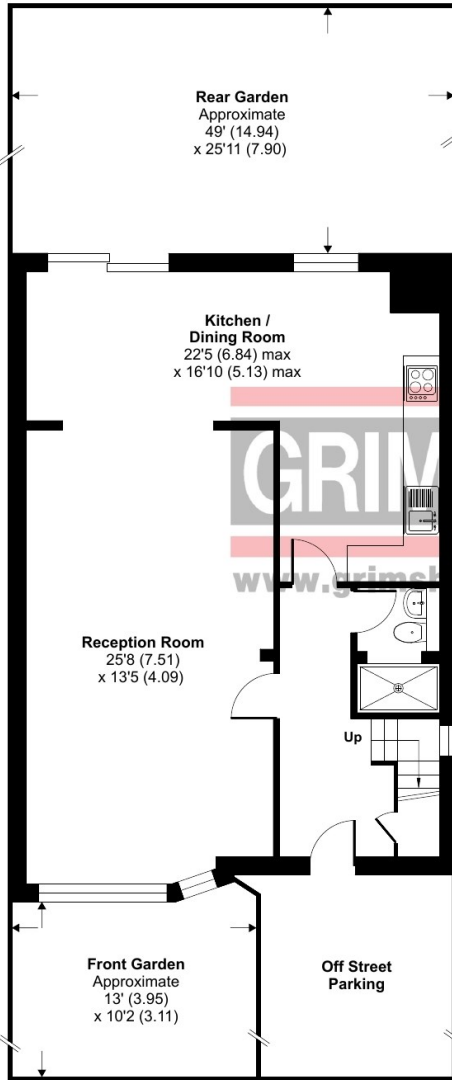 Rear Garden
Approximate
49' (14.94)
x 25'11 (7.90)
Kitchen /
Dining Room
22'5 (6.84) max
x 16'10 (5.13) max
GRIM
www.grimsh
Reception Room
25'8 (7.51)
x 13'5 (4.09)
Up
Front Garden
Approximate
13' (3.95)
x 10'2 (3.11)
Off Street
Parking